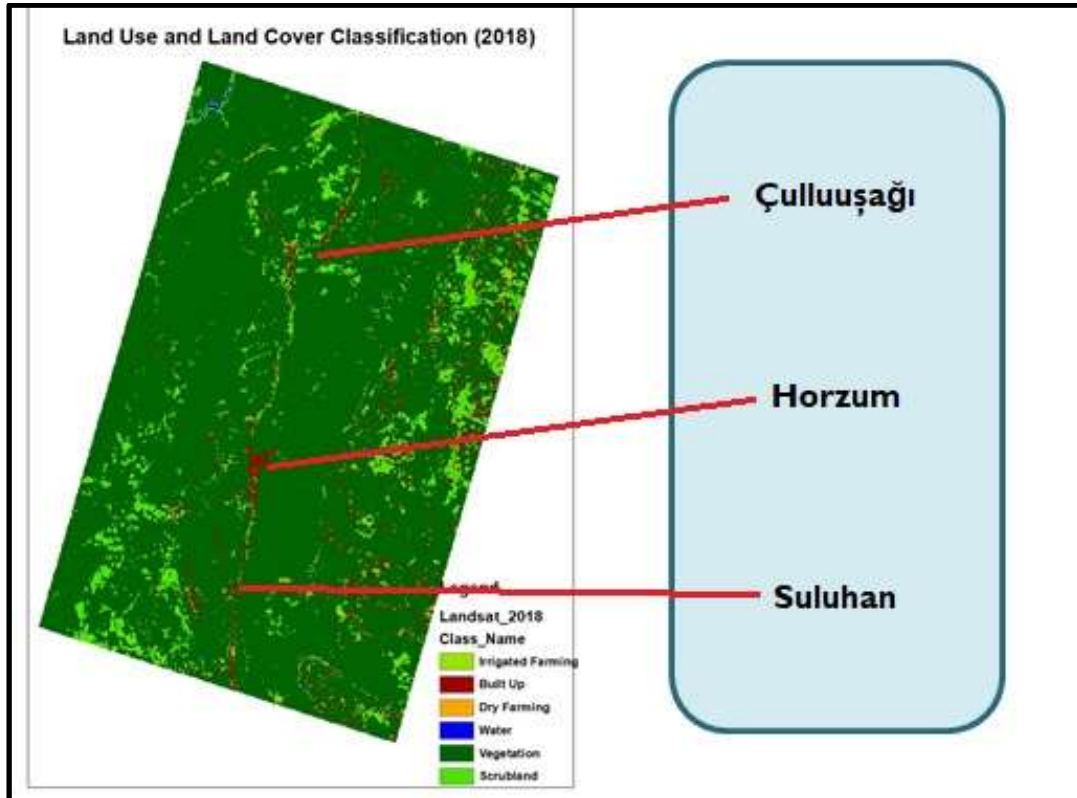 Land Use and Land Cover Classification (2018)
Çulluuşağı
Horzum
Suluhan
Legend
Landsat_2018
Class_Name
Irrigated Farming
Built Up
Dry Farming
Water
Vegetation
Scrubland